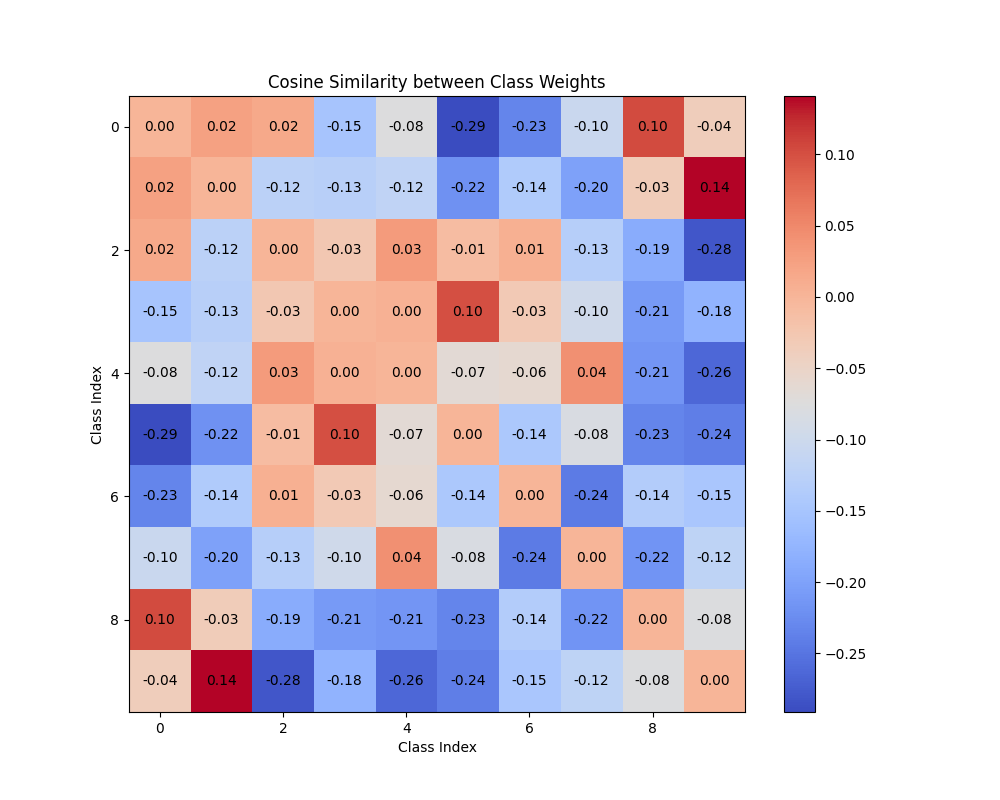 Cosine Similarity between Class Weights
0 0.00 0.02 0.02 -0.15 -0.08 -0.29 -0.23 -0.10 0.10 -0.04
0.02 0.00 -0.12 -0.13 -0.12 -0.22 -0.14 -0.20 -0.03 0.14
2 0.02 -0.12 0.00 -0.03 0.03 -0.01 0.01 -0.13 -0.19 -0.28
-0.15 -0.13 -0.03 0.00 0.00 0.10 -0.03 -0.10 -0.21 -0.18
4 -0.08 -0.12 0.03 0.00 0.00 -0.07 -0.06 0.04 -0.21 -0.26
-0.29 -0.22 -0.01 0.10 -0.07 0.00 -0.14 -0.08 -0.23 -0.24
6 -0.23 -0.14 0.01 -0.03 -0.06 -0.14 0.00 -0.24 -0.14 -0.15
-0.10 -0.20 -0.13 -0.10 0.04 -0.08 -0.24 0.00 -0.22 -0.12
8 0.10 -0.03 -0.19 -0.21 -0.21 -0.23 -0.14 -0.22 0.00 -0.08
-0.04 0.14 -0.28 -0.18 -0.26 -0.24 -0.15 -0.12 -0.08 0.00
0 2 4 6 8
Class Index
Class Index
0.10
0.05
0.00
−0.05
−0.10
−0.15
−0.20
−0.25